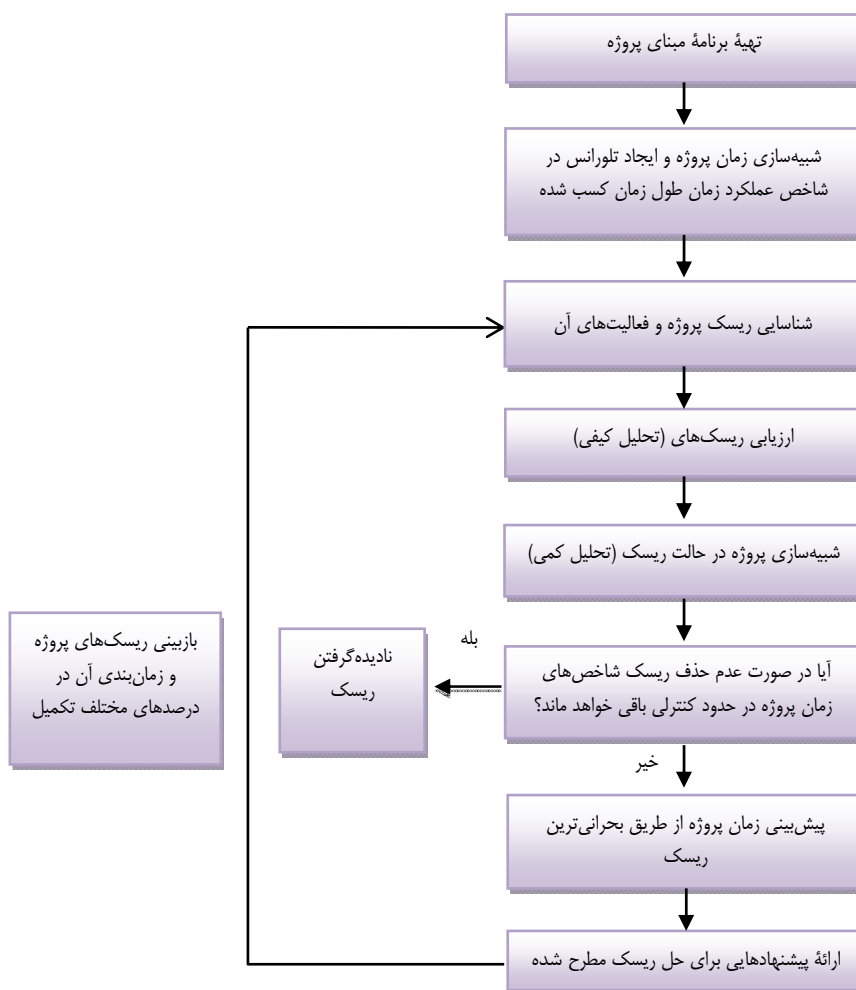 تهیۀ برنامۀ مبنای پروژه
شبیه‌سازی زمان پروژه و ایجاد تلورانس در
شاخص عملکرد زمان طول زمان کسب شده
شناسایی ریسک پروژه و فعالیت‌های آن
ارزیابی ریسک‌های (تحلیل کیفی)
شبیه‌سازی پروژه در حالت ریسک (تحلیل کمی)
آیا در صورت عدم حذف ریسک شاخص‌های
زمان پروژه در حدود کنترلی باقی خواهد ماند؟
بله
نادیده‌گرفتن
ریسک
خیر
پیش‌بینی زمان پروژه از طریق بحرانی‌ترین
ریسک
ارائۀ پیشنهادهایی برای حل ریسک مطرح شده
بازبینی ریسک‌های پروژه
و زمان‌بندی آن در
درصدهای مختلف تکمیل